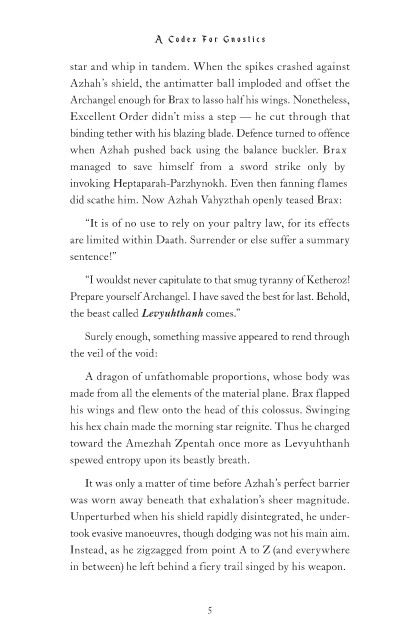 A Codex For Gnostics
star and whip in tandem. When the spikes crashed against
Azhah's shield, the antimatter ball imploded and offset the
Archangel enough for Brax to lasso half his wings. Nonetheless,
Excellent Order didn't miss a step — he cut through that
binding tether with his blazing blade. Defence turned to offence
when Azhah pushed back using the balance buckler. Brax
managed to save himself from a sword strike only by
invoking Heptaparah-Parzhynokh. Even then fanning flames
did scathe him. Now Azhah Vahyzthah openly teased Brax:
"It is of no use to rely on your paltry law, for its effects
are limited within Daath. Surrender or else suffer a summary
sentence!"
"I wouldst never capitulate to that smug tyranny of Ketheroz!
Prepare yourself Archangel. I have saved the best for last. Behold,
the beast called Levyuhthanh comes."
Surely enough, something massive appeared to rend through
the veil of the void:
A dragon of unfathomable proportions, whose body was
made from all the elements of the material plane. Brax flapped
his wings and flew onto the head of this colossus. Swinging
his hex chain made the morning star reignite. Thus he charged
toward the Amezhah Zpentah once more as Levyuhthanh
spewed entropy upon its beastly breath.
It was only a matter of time before Azhah's perfect barrier
was worn away beneath that exhalation's sheer magnitude.
Unperturbed when his shield rapidly disintegrated, he under-
took evasive manoeuvres, though dodging was not his main aim.
Instead, as he zigzagged from point A to Z (and everywhere
in between) he left behind a fiery trail singed by his weapon.
5